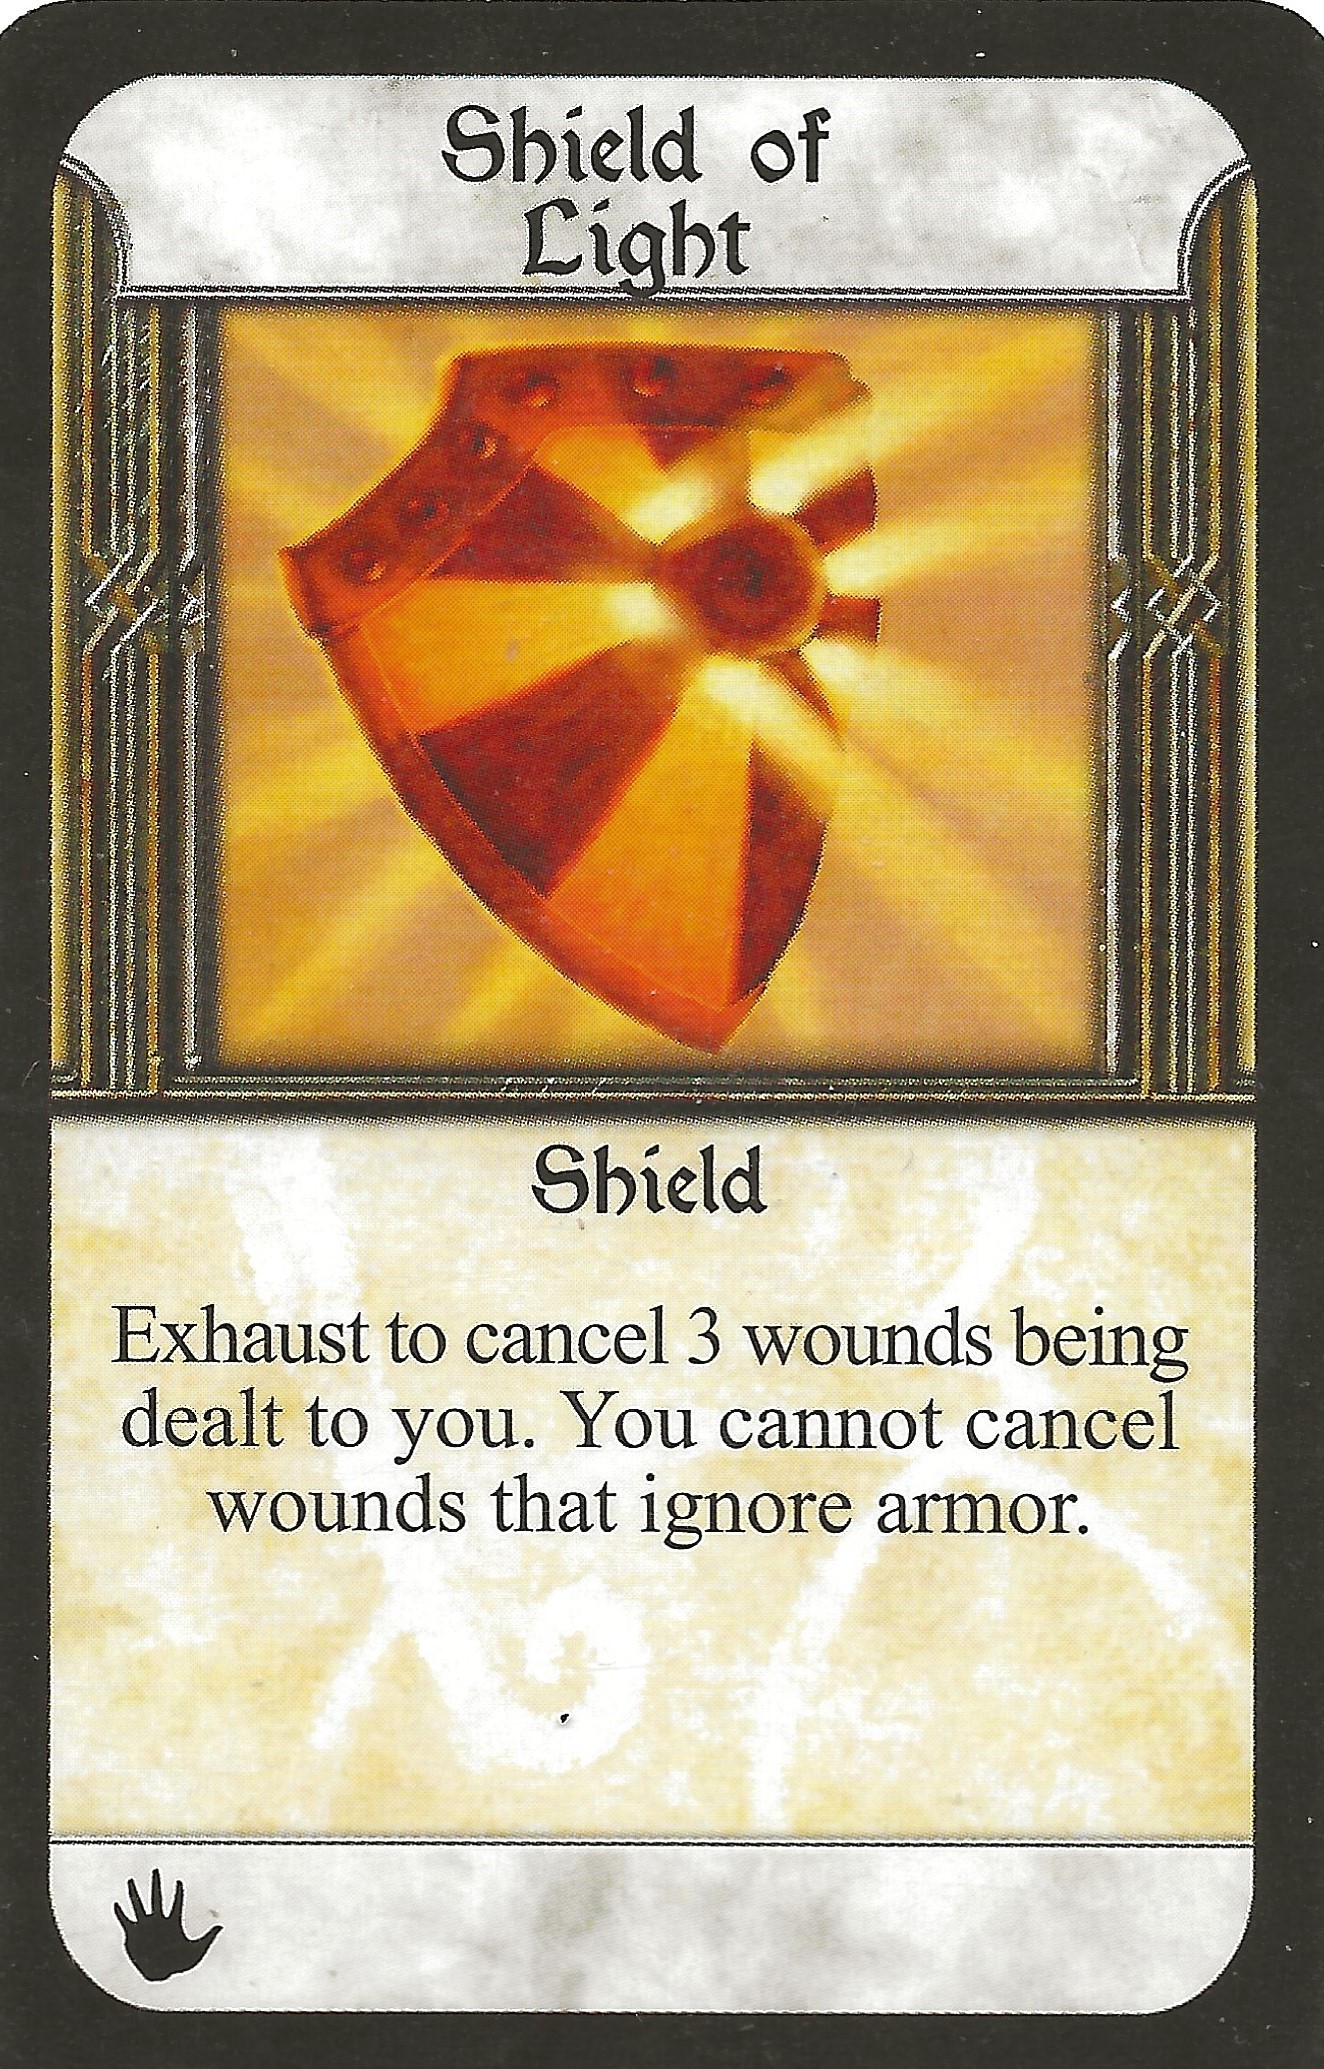 Shield of
Light
Shield
Exhaust to cancel 3 wounds being
dealt to you. You cannot cancel
wounds that ignore armor.